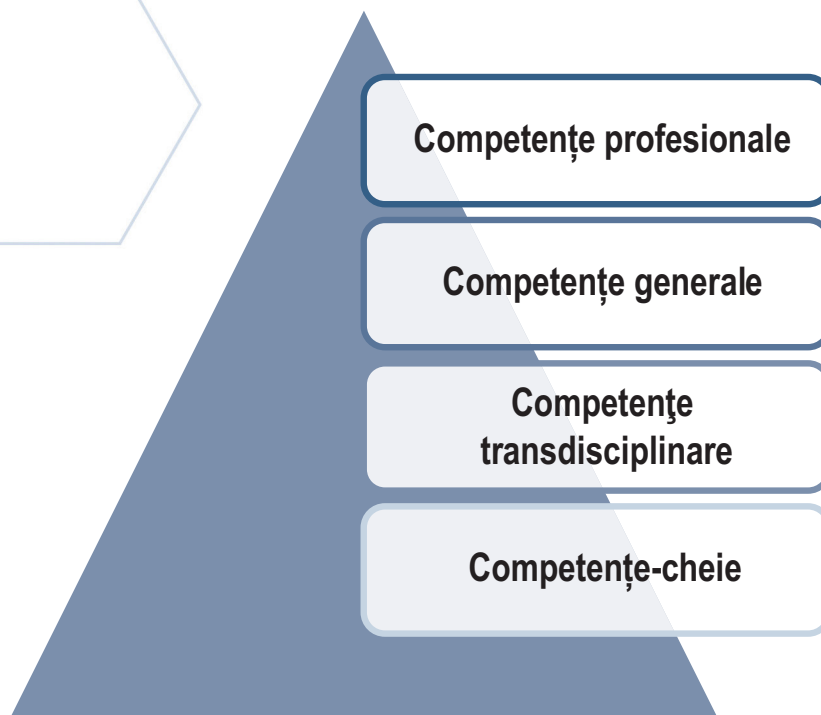 Competențe profesionale
Competențe generale
Competenţe
transdisciplinare
Competențe-cheie